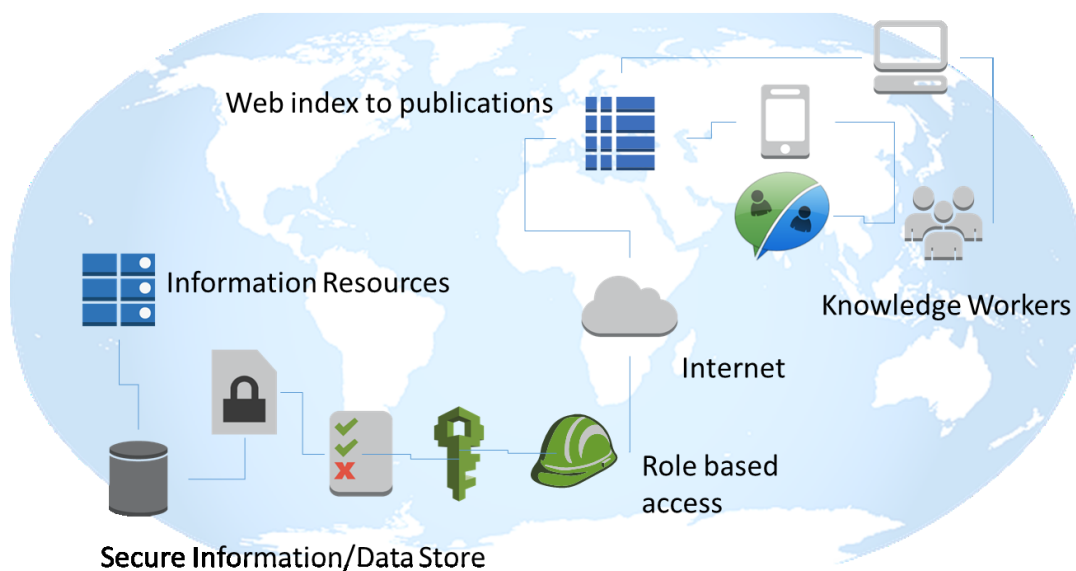 Web index to publications
Information Resources
Knowledge Workers
Internet
Role based
access
Secure Information/Data Store